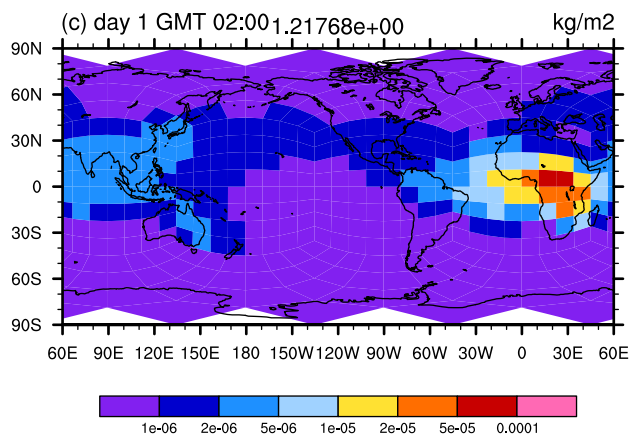 (c) day 1 GMT 02:00 1.21768e+00 kg/m2
90N
60N
30N
0
30S
60S
90S
60E 90E 120E 150E 180 150W 120W 90W 60W 30W 0 30E 60E
1e-06 2e-06 5e-06 1e-05 2e-05 5e-05 0.0001